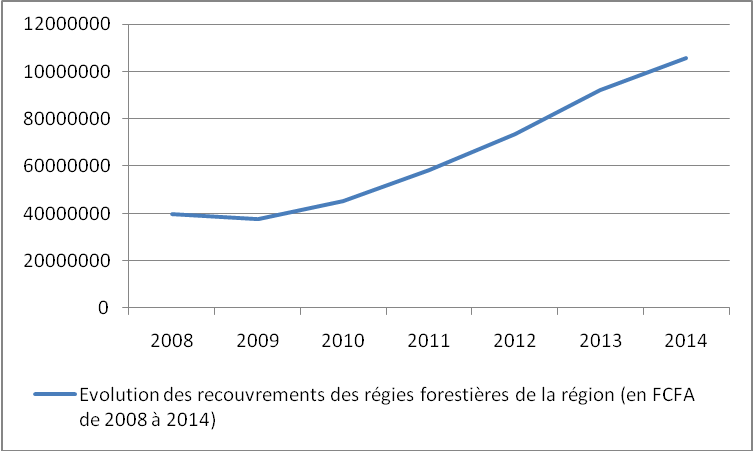 12000000
10000000
80000000
60000000
40000000
20000000
0
2008 2009 2010 2011 2012 2013 2014
Evolution des recouvrements des régies forestières de la région (en FCFA
de 2008 à 2014)